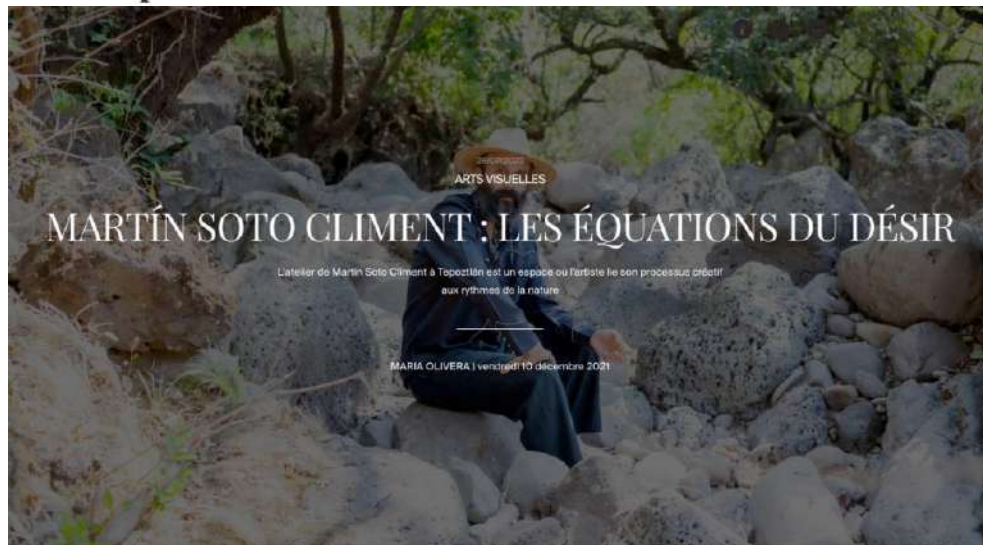 ARTS VISUELLES
MARTÍN SOTO CLIMENT : LES ÉQUATIONS DU DÉSIR
L'atelier de Martín Soto Climent à Tepoztlán est un espace où l'artiste lie son processus créatif
aux rythmes de la nature
MARIA OLIVERA | vendredi 10 décembre 2021